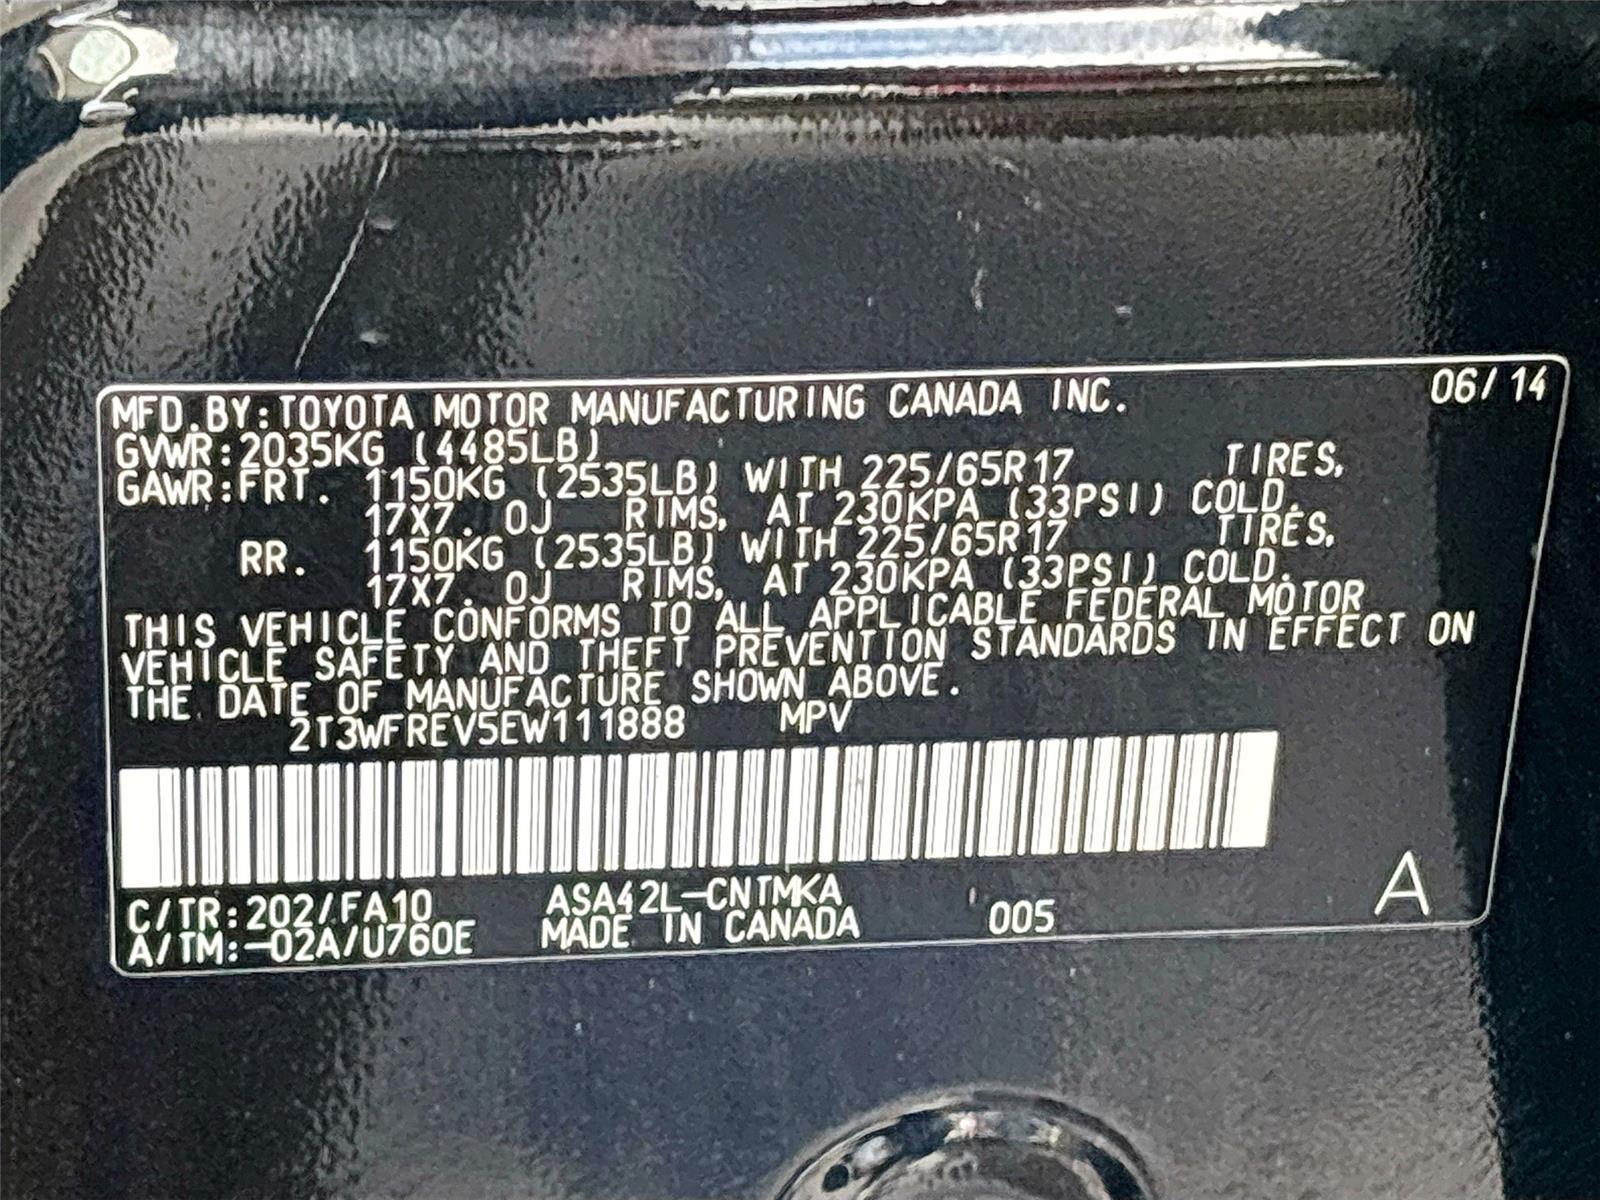 MFD.BY:TOYOTA MOTOR MANUFACTURING CANADA INC. 06/14
GVWR:2035KG (4485LB)
GAWR:FRT. 1150KG (2535LB) WITH 225/65R17 TIRES,
17X7.0J RIMS, AT 230KPA (33PSI) COLD.
RR. 1150KG (2535LB) WITH 225/65R17 TIRES,
17X7.0J RIMS, AT 230KPA (33PSI) COLD.
THIS VEHICLE CONFORMS TO ALL APPLICABLE FEDERAL MOTOR
VEHICLE SAFETY AND THEFT PREVENTION STANDARDS IN EFFECT ON
THE DATE OF MANUFACTURE SHOWN ABOVE.
2T3WFREV5EW111888 MPV
C/TR:202/FA10 ASA42L-CNTMKA 005 A
A/TM:-02A/U760E MADE IN CANADA